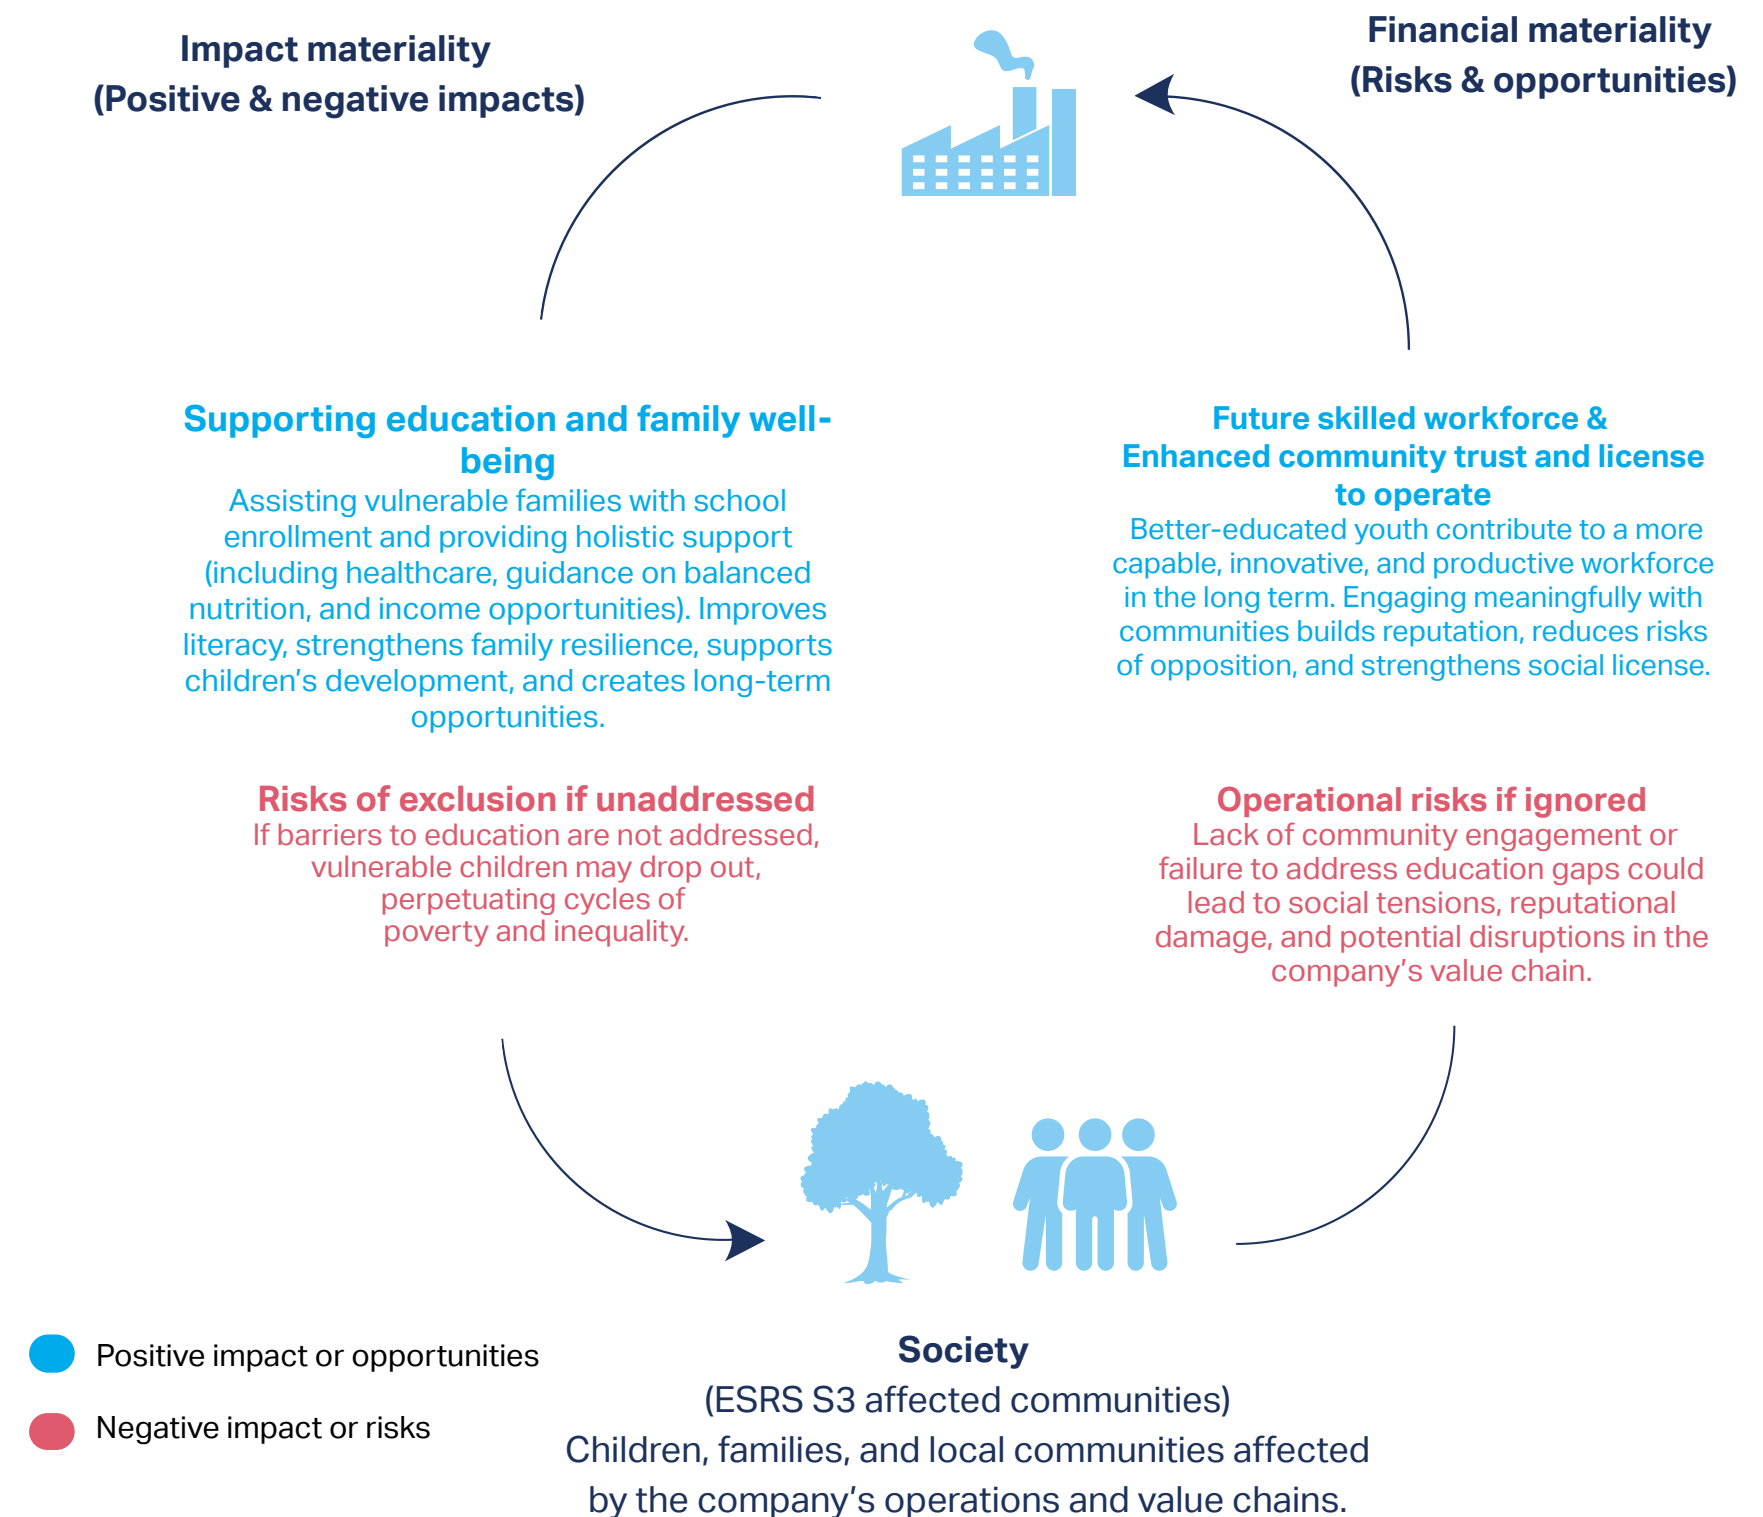 Impact materiality
(Positive & negative impacts)
Financial materiality
(Risks & opportunities)
Supporting education and family well-
being
Assisting vulnerable families with school
enrollment and providing holistic support
(including healthcare, guidance on balanced
nutrition, and income opportunities). Improves
literacy, strengthens family resilience, supports
children's development, and creates long-term
opportunities.
Future skilled workforce &
Enhanced community trust and license
to operate
Better-educated youth contribute to a more
capable, innovative, and productive workforce
in the long term. Engaging meaningfully with
communities builds reputation, reduces risks
of opposition, and strengthens social license.
Risks of exclusion if unaddressed
If barriers to education are not addressed,
vulnerable children may drop out,
perpetuating cycles of
poverty and inequality.
Operational risks if ignored
Lack of community engagement or
failure to address education gaps could
lead to social tensions, reputational
damage, and potential disruptions in the
company's value chain.
Positive impact or opportunities
Negative impact or risks
Society
(ESRS S3 affected communities)
Children, families, and local communities affected
by the company's operations and value chains.